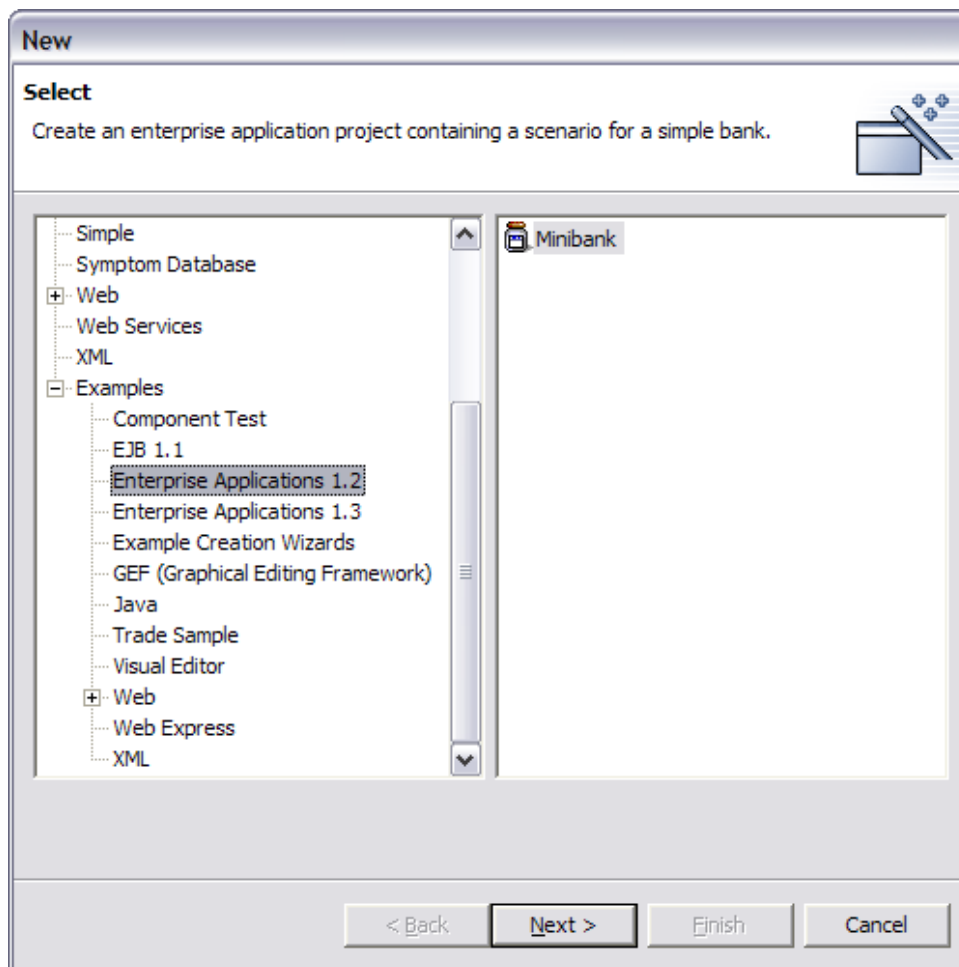 New
Select
Create an enterprise application project containing a scenario for a simple bank.
Simple
Symptom Database
Web
Web Services
XML
Examples
Component Test
EJB 1.1
Enterprise Applications 1.2
Enterprise Applications 1.3
Example Creation Wizards
GEF (Graphical Editing Framework)
Java
Trade Sample
Visual Editor
Web
Web Express
XML
Minibank
< Back
Next >
Finish
Cancel